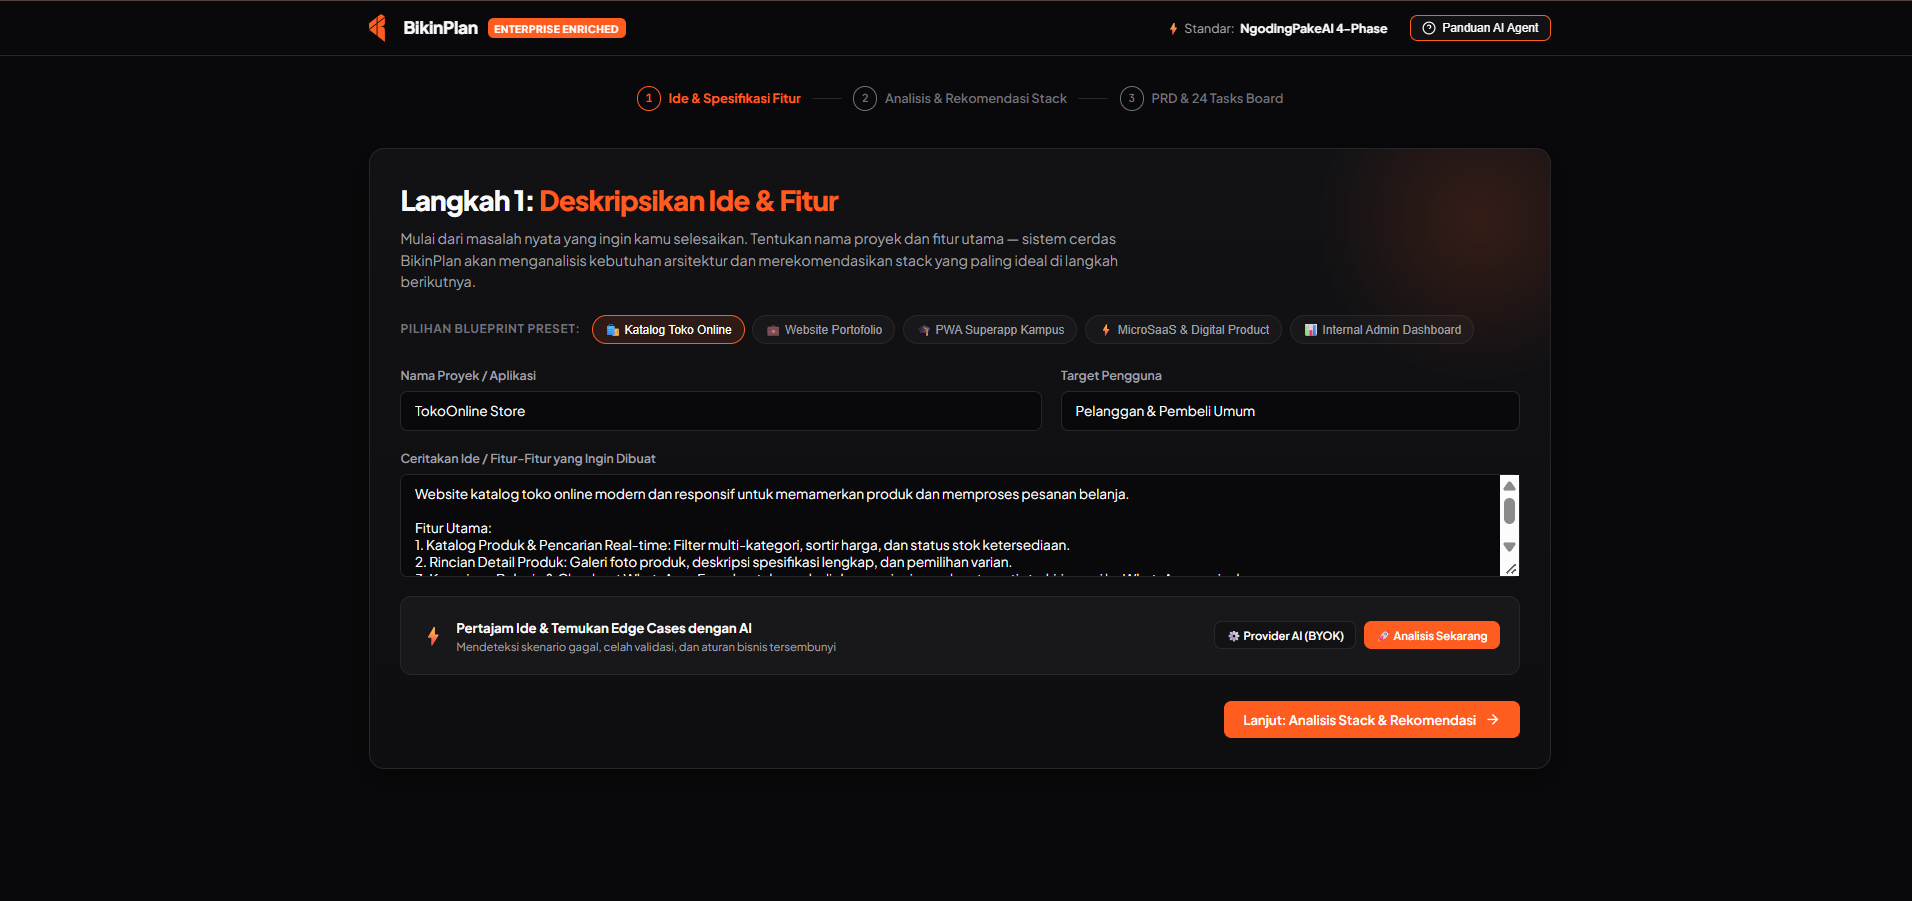 BikinPlan ENTERPRISE ENRICHED
Standar: NgodingPakeAI 4-Phase
Panduan AI Agent
1 Ide & Spesifikasi Fitur
2 Analisis & Rekomendasi Stack
3 PRD & 24 Tasks Board
Langkah 1: Deskripsikan Ide & Fitur
Mulai dari masalah nyata yang ingin kamu selesaikan. Tentukan nama proyek dan fitur utama — sistem cerdas
BikinPlan akan menganalisis kebutuhan arsitektur dan merekomendasikan stack yang paling ideal di langkah
berikutnya.
PILIHAN BLUEPRINT PRESET:
Katalog Toko Online
Website Portofolio
PWA Superapp Kampus
MicroSaaS & Digital Product
Internal Admin Dashboard
Nama Proyek / Aplikasi
TokoOnline Store
Target Pengguna
Pelanggan & Pembeli Umum
Ceritakan Ide / Fitur-Fitur yang Ingin Dibuat
Website katalog toko online modern dan responsif untuk memamerkan produk dan memproses pesanan belanja.
Fitur Utama:
1. Katalog Produk & Pencarian Real-time: Filter multi-kategori, sortir harga, dan status stok ketersediaan.
2. Rincian Detail Produk: Galeri foto produk, deskripsi spesifikasi lengkap, dan pemilihan varian.
Pertajam Ide & Temukan Edge Cases dengan AI
Mendeteksi skenario gagal, celah validasi, dan aturan bisnis tersembunyi
Provider AI (BYOK)
Analisis Sekarang
Lanjut: Analisis Stack & Rekomendasi